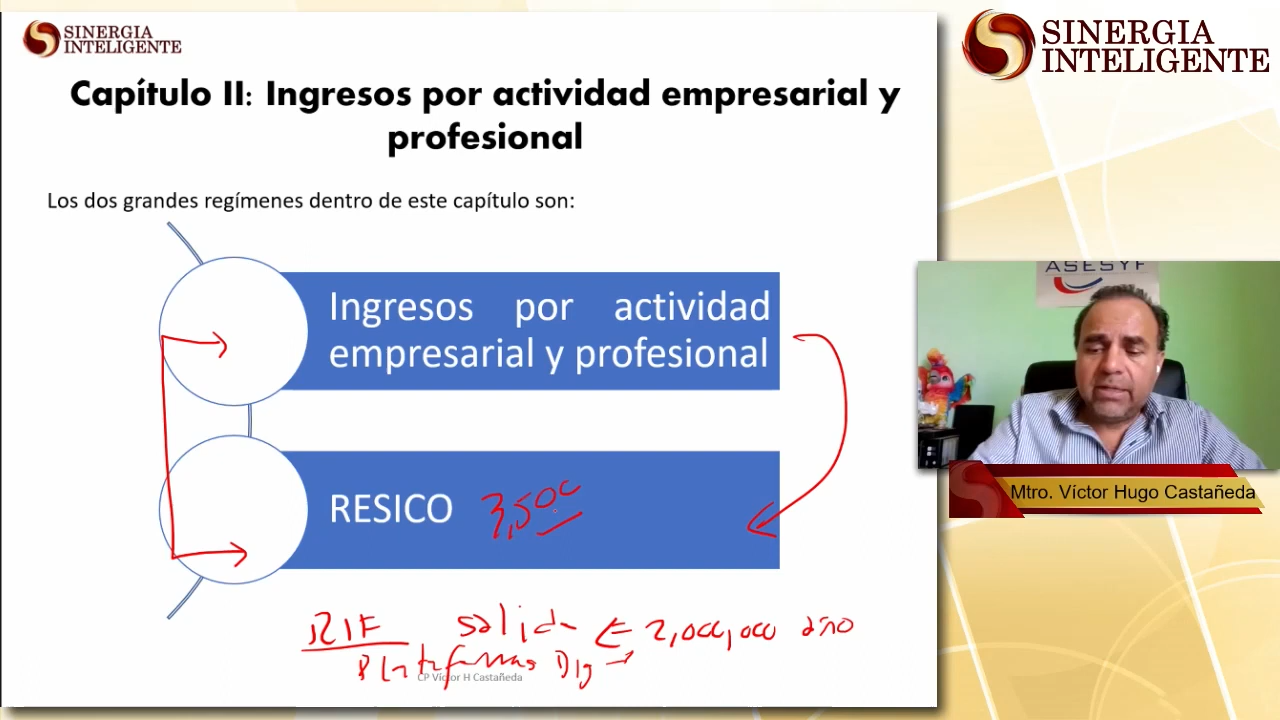 SINERGIA
INTELIGENTE
SINERGIA
INTELIGENTE
Capítulo II: Ingresos por actividad empresarial y
profesional
Los dos grandes regímenes dentro de este capítulo son:
Ingresos por actividad
empresarial y profesional
RESICO 3,500
RIF salida ≤ 2,000,000 año
Plataformas Dig →
CP Víctor H Castañeda
ASESYF
Mtro. Víctor Hugo Castañeda